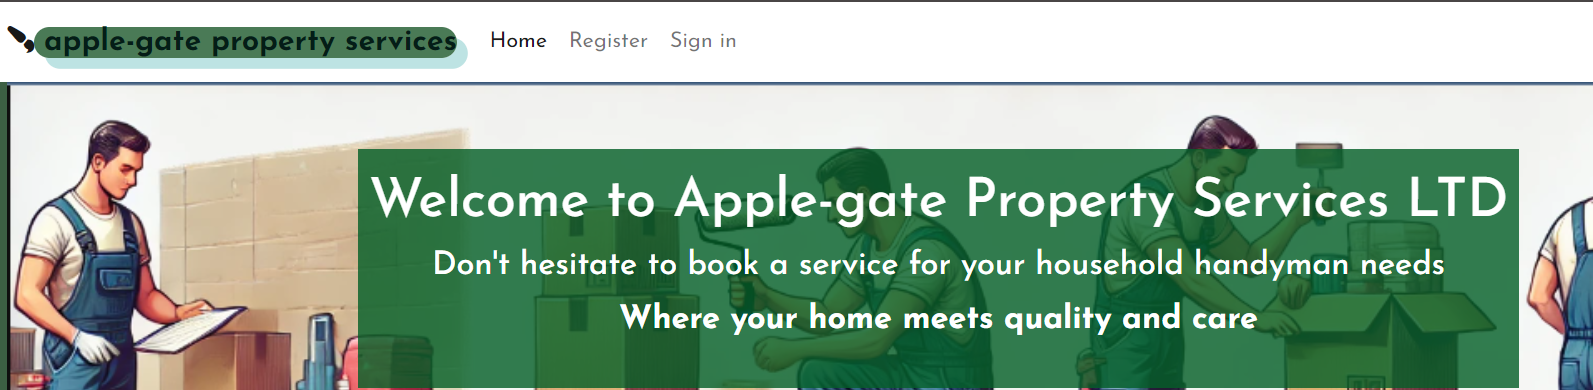 apple-gate property services
Home Register Sign in
Welcome to Apple-gate Property Services LTD
Don't hesitate to book a service for your household handyman needs
Where your home meets quality and care